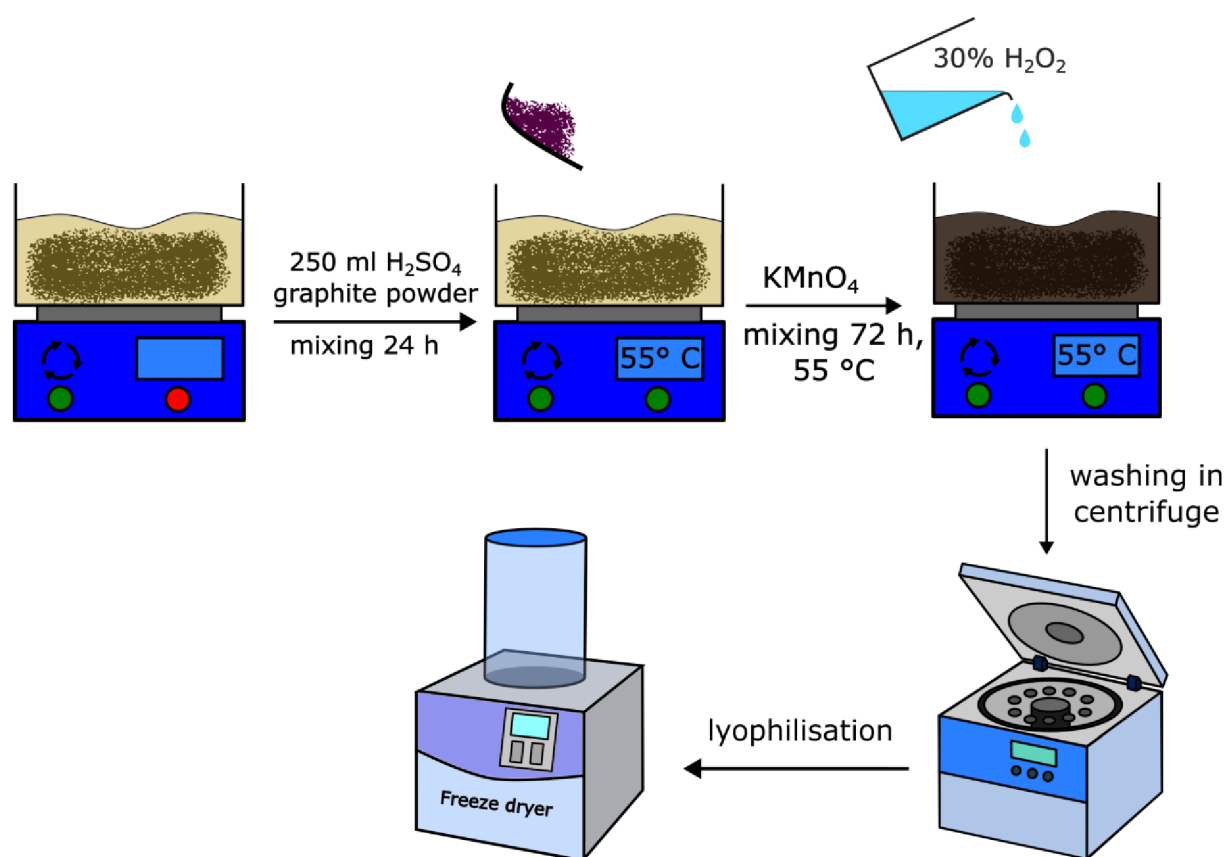 30% H₂O₂
250 ml H₂SO₄
graphite powder
mixing 24 h
55° C
KMnO₄
mixing 72 h,
55 °C
55° C
washing in
centrifuge
lyophilisation
Freeze dryer